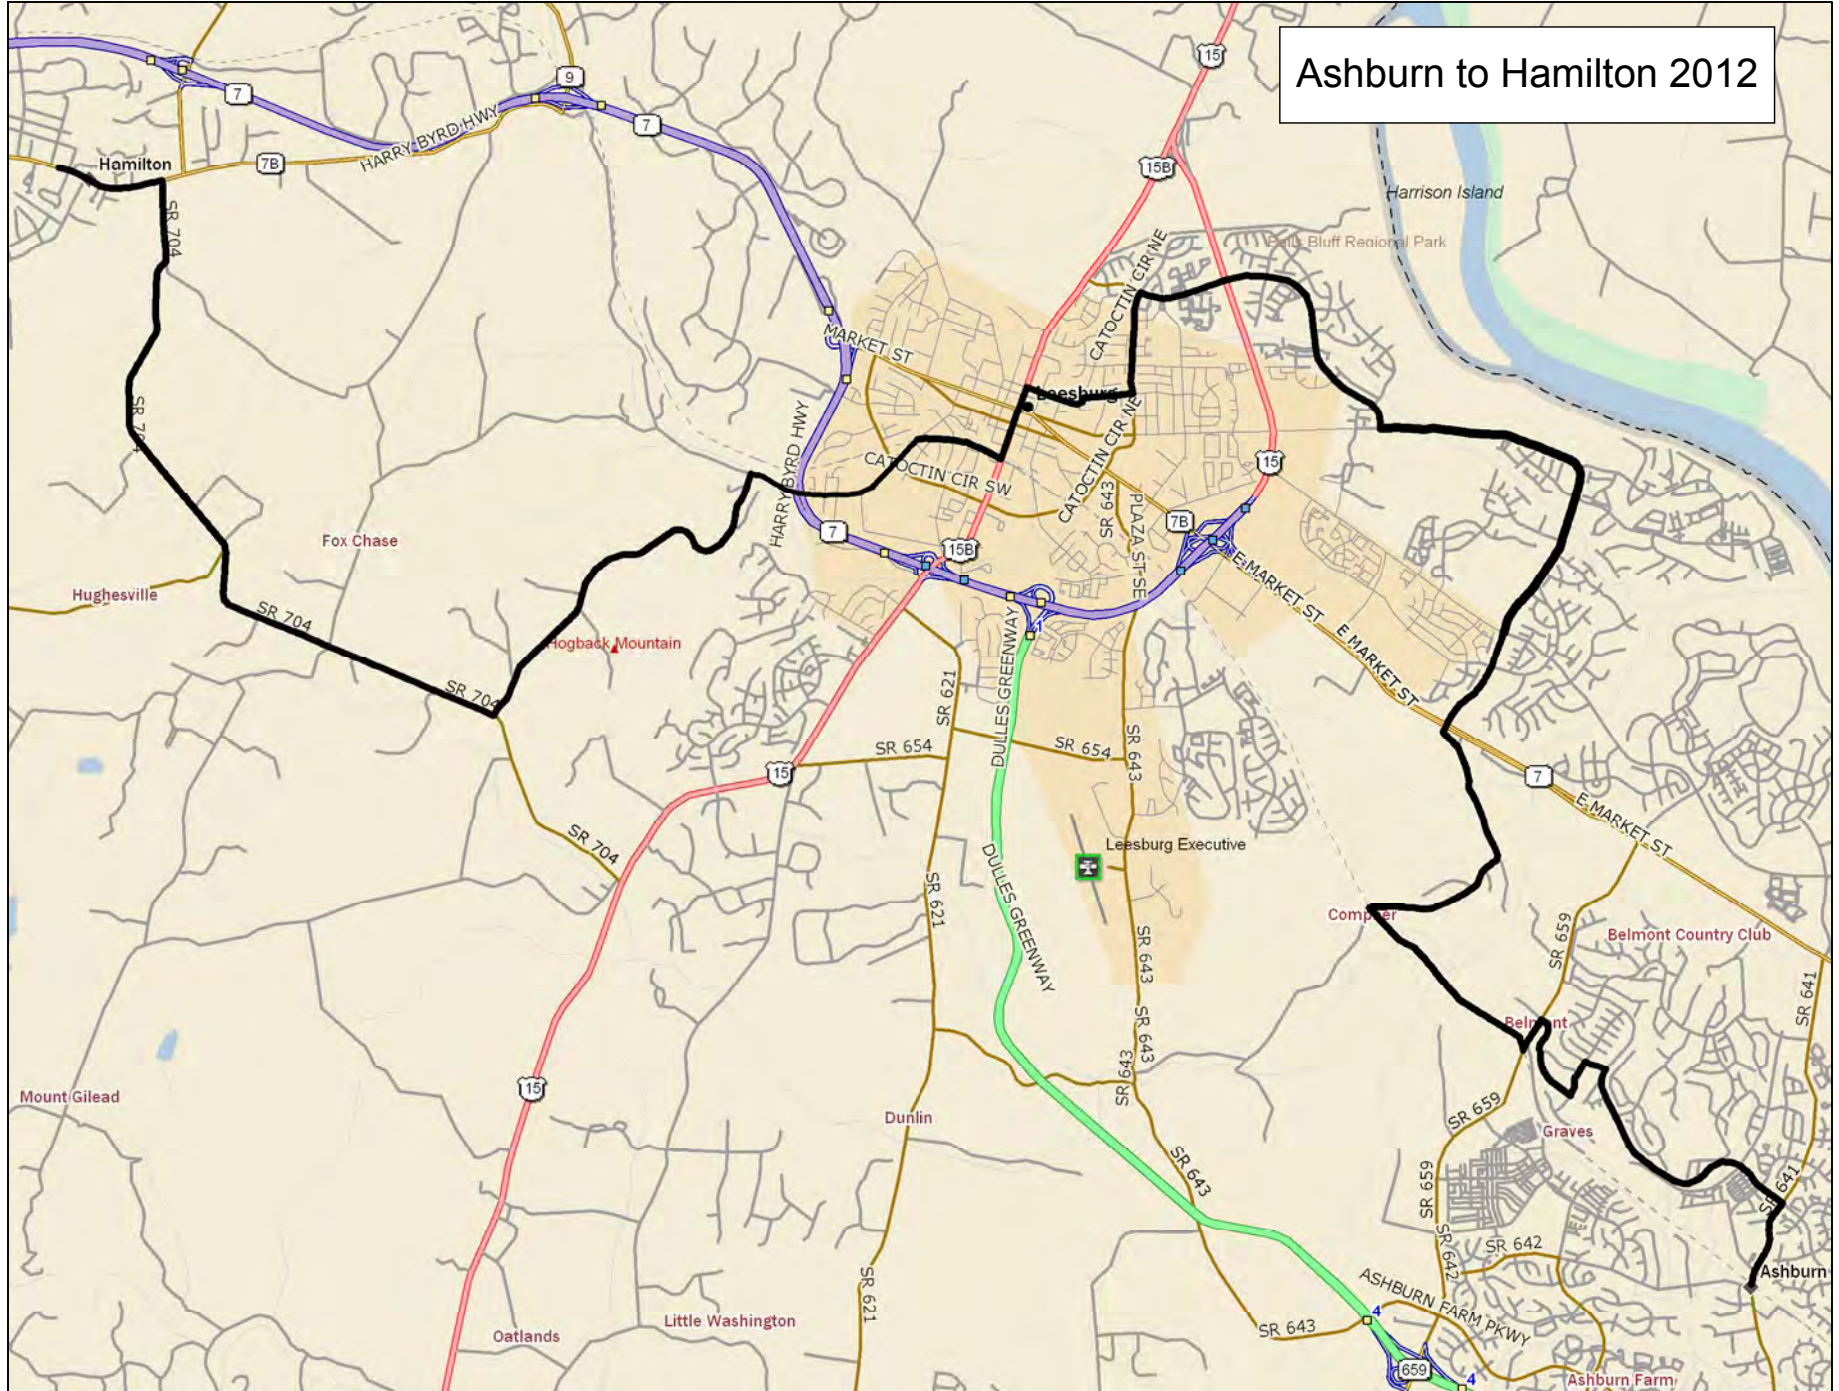 Ashburn to Hamilton 2012
15
9
7
7
HARRY BYRD HWY
Hamilton
7B
15B
Harrison Island
SR 704
CATOCTIN CIR NE
Balls Bluff Regional Park
MARKET ST
SR 704
Leesburg
HARRY BYRD HWY
CATOCTIN CIR SW
CATOCTIN CIR NE
15
SR 643
PLAZA ST SE
7B
7
15B
Fox Chase
Hughesville
SR 704
E MARKET ST
E MARKET ST
1
Hogback Mountain
DULLES GREENWAY
SR 621
SR 704
SR 654
SR 654
SR 643
15
7
E MARKET ST
SR 704
Leesburg Executive
DULLES GREENWAY
SR 621
SR 659
Belmont Country Club
SR 643
SR 641
Belmont
SR 643
SR 643
15
Mount Gilead
Dunlin
SR 659
Graves
SR 643
SR 659
SR 641
SR 642
SR 642
Ashburn
SR 621
ASHBURN FARM PKWY
4
Little Washington
SR 643
Oatlands
659
4
Ashburn Farm